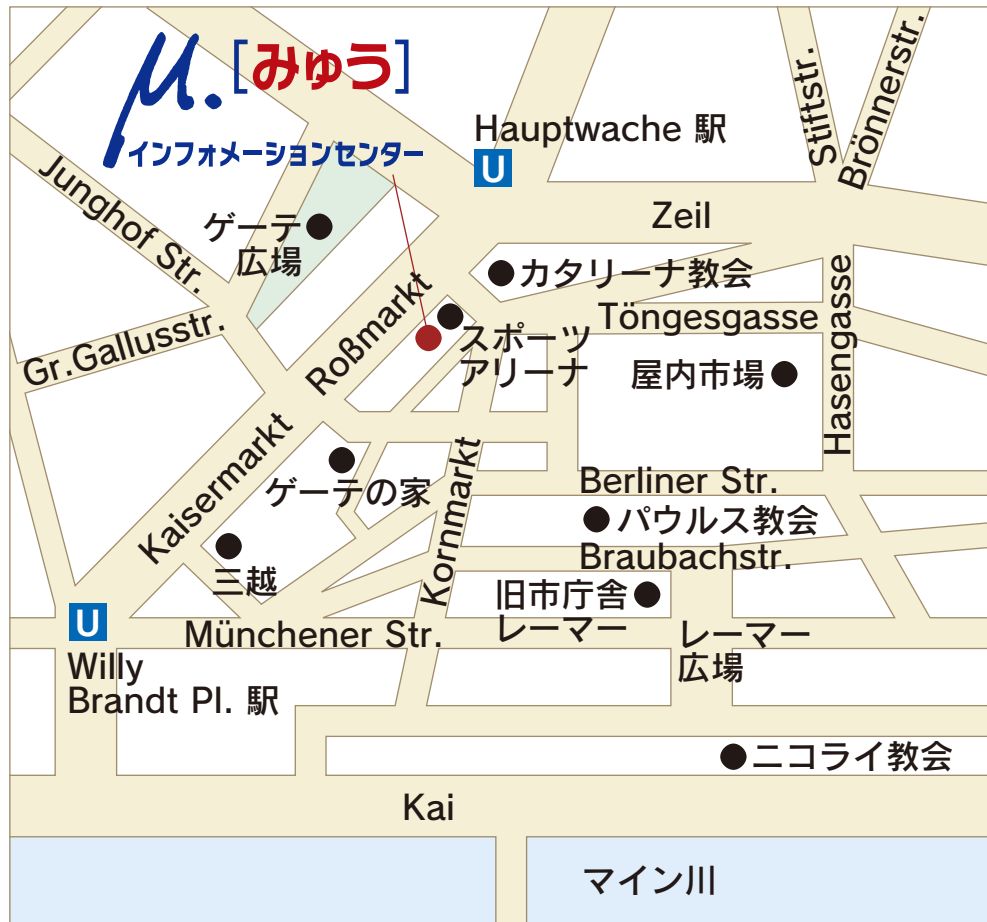 μ.[みゅう]
インフォメーションセンター
Hauptwache 駅
U
Stiftstr.
Brönnerstr.
Junghof Str.
ゲーテ
広場
Zeil
カタリーナ教会
Roßmarkt
Töngesgasse
Hasengasse
Gr.Gallusstr.
スポーツ
アリーナ
屋内市場
Kaisermarkt
ゲーテの家
Kornmarkt
Berliner Str.
パウルス教会
Braubachstr.
三越
旧市庁舎
レーマー
U
Münchener Str.
レーマー
広場
Willy
Brandt Pl. 駅
ニコライ教会
Kai
マイン川